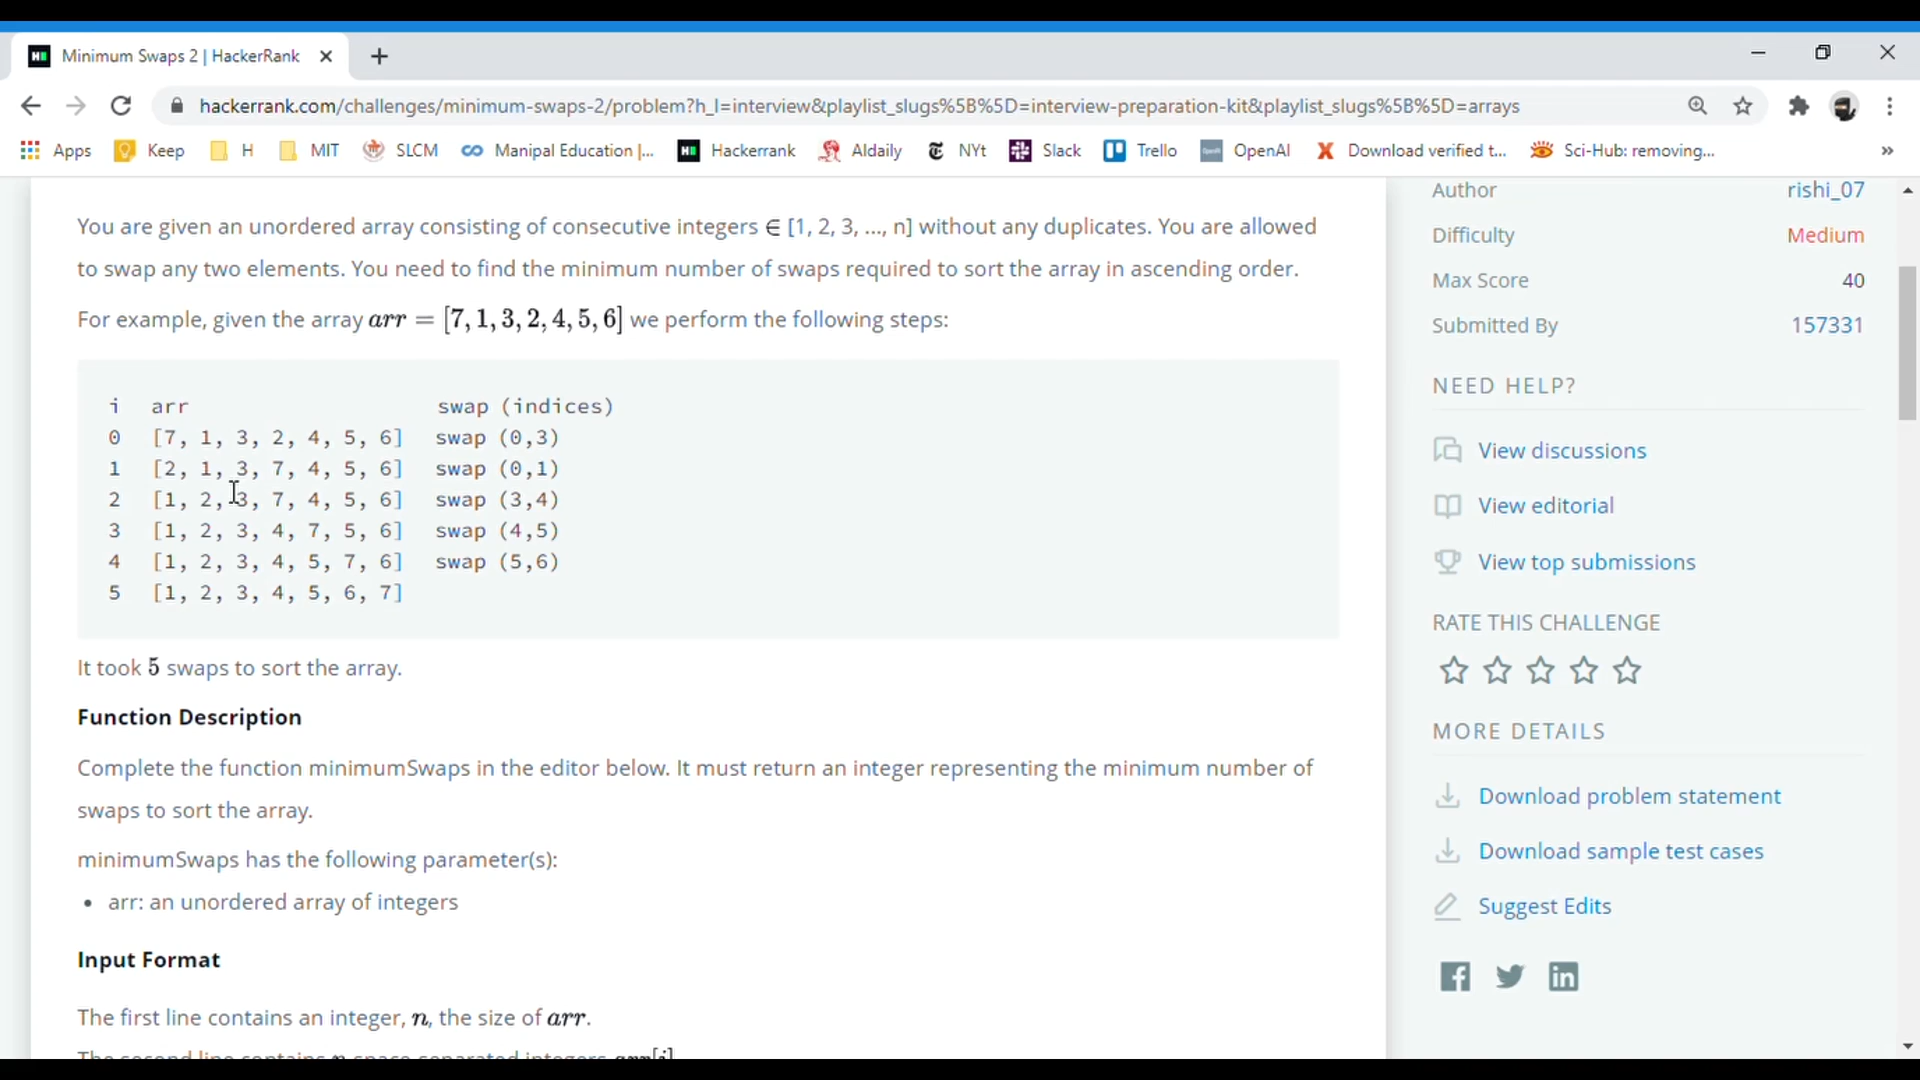 Minimum Swaps 2 | HackerRank
hackerrank.com/challenges/minimum-swaps-2/problem?h_l=interview&playlist_slugs%5B%5D=interview-preparation-kit&playlist_slugs%5B%5D=arrays
Apps Keep H MIT SLCM Manipal Education |... Hackerrank Aldaily NYt Slack Trello OpenAI Download verified t... Sci-Hub: removing... »
You are given an unordered array consisting of consecutive integers ∈ [1, 2, 3, ..., n] without any duplicates. You are allowed
to swap any two elements. You need to find the minimum number of swaps required to sort the array in ascending order.
For example, given the array arr = [7, 1, 3, 2, 4, 5, 6] we perform the following steps:
i arr swap (indices)
0 [7, 1, 3, 2, 4, 5, 6] swap (0,3)
1 [2, 1, 3, 7, 4, 5, 6] swap (0,1)
2 [1, 2, 3, 7, 4, 5, 6] swap (3,4)
3 [1, 2, 3, 4, 7, 5, 6] swap (4,5)
4 [1, 2, 3, 4, 5, 7, 6] swap (5,6)
5 [1, 2, 3, 4, 5, 6, 7]
It took 5 swaps to sort the array.
Function Description
Complete the function minimumSwaps in the editor below. It must return an integer representing the minimum number of
swaps to sort the array.
minimumSwaps has the following parameter(s):
• arr: an unordered array of integers
Input Format
The first line contains an integer, n, the size of arr.
The second line contains n space-separated integers arr[i]
Author rishi_07
Difficulty Medium
Max Score 40
Submitted By 157331
NEED HELP?
View discussions
View editorial
View top submissions
RATE THIS CHALLENGE
MORE DETAILS
Download problem statement
Download sample test cases
Suggest Edits